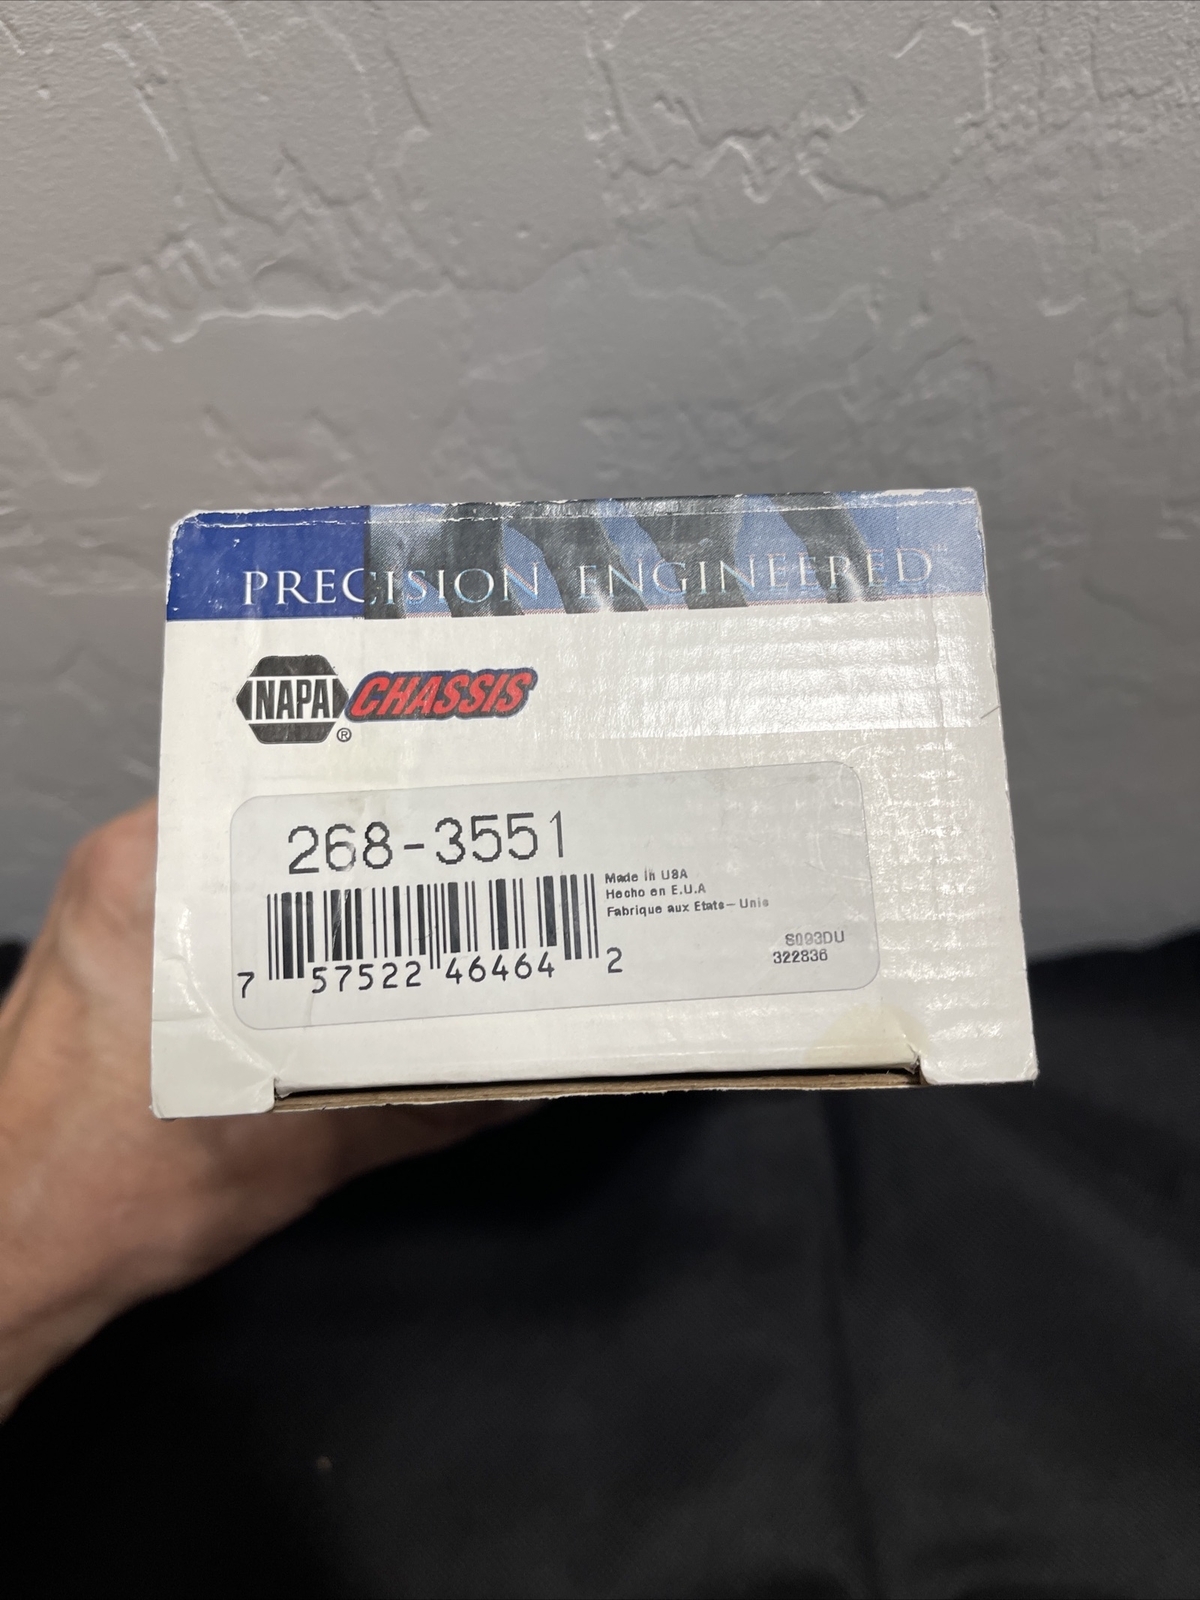 PRECISION ENGINEERED™
NAPA® CHASSIS
268-3551
Made in USA
Hecho en E.U.A
Fabrique aux Etats-Unis
S093DU
322836
7 57522 46464 2